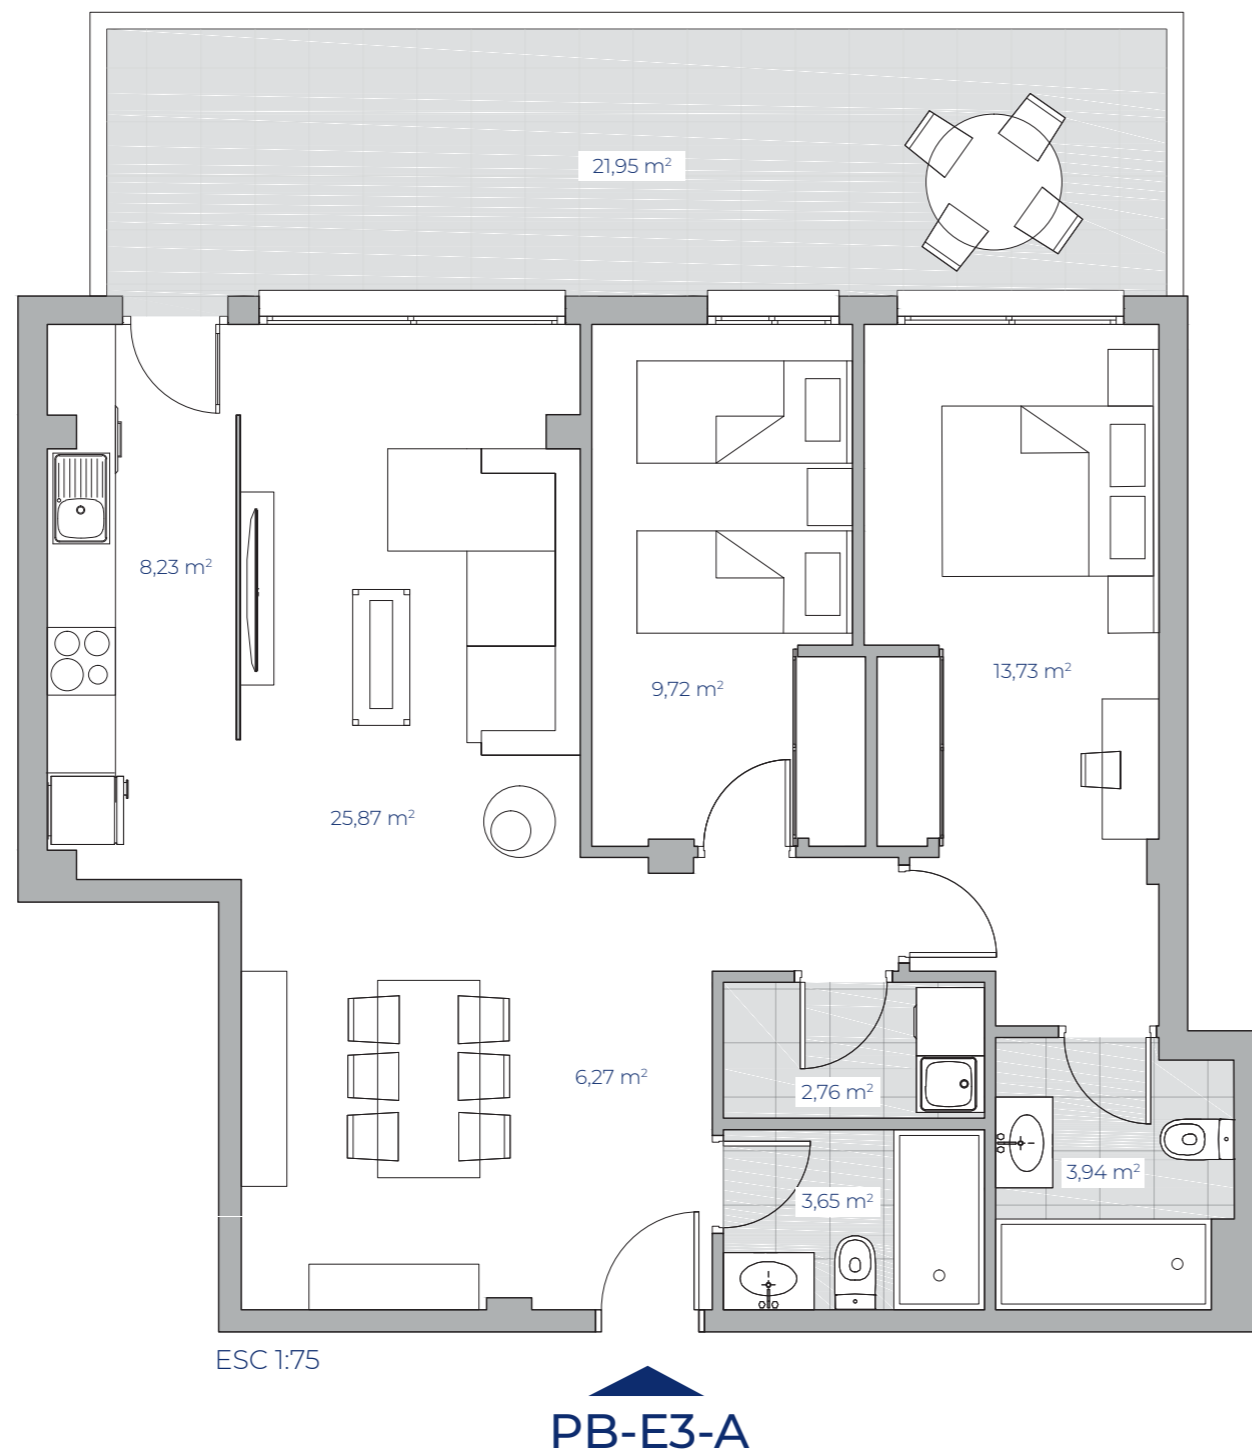 21,95 m²
8,23 m²
9,72 m²
13,73 m²
25,87 m²
6,27 m²
2,76 m²
3,65 m²
3,94 m²
ESC 1:75
PB-E3-A